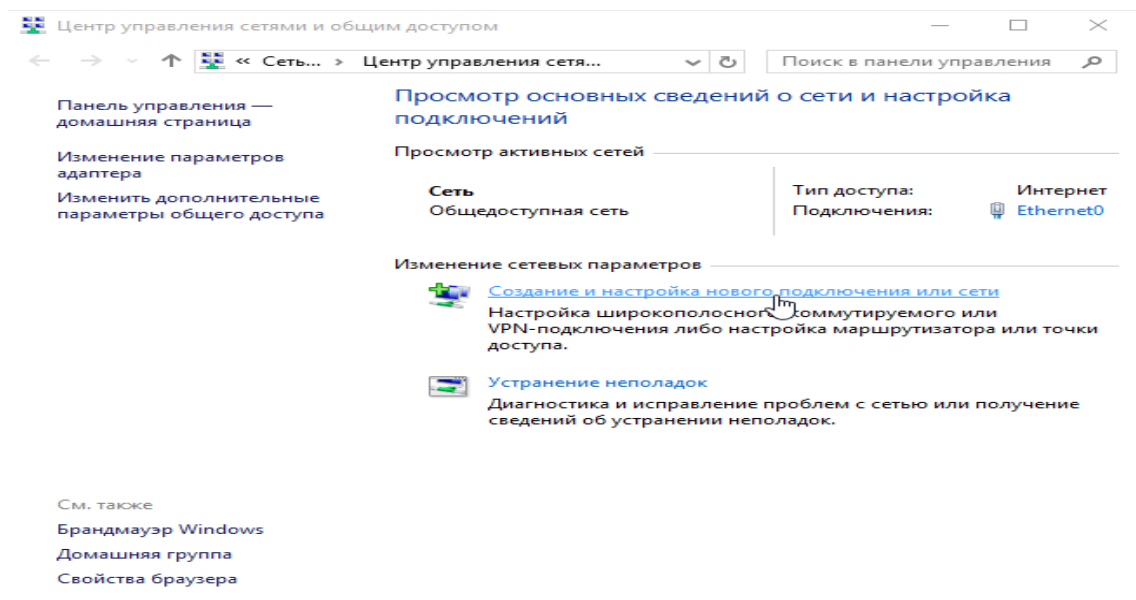 Центр управления сетями и общим доступом
« Сеть... › Центр управления сетя...
Поиск в панели управления
Панель управления —
домашняя страница
Изменение параметров
адаптера
Изменить дополнительные
параметры общего доступа
Просмотр основных сведений о сети и настройка
подключений
Просмотр активных сетей
Сеть
Общедоступная сеть
Тип доступа: Интернет
Подключения: Ethernet0
Изменение сетевых параметров
Создание и настройка нового подключения или сети
Настройка широкополосного, коммутируемого или
VPN-подключения либо настройка маршрутизатора или точки
доступа.
Устранение неполадок
Диагностика и исправление проблем с сетью или получение
сведений об устранении неполадок.
См. также
Брандмауэр Windows
Домашняя группа
Свойства браузера